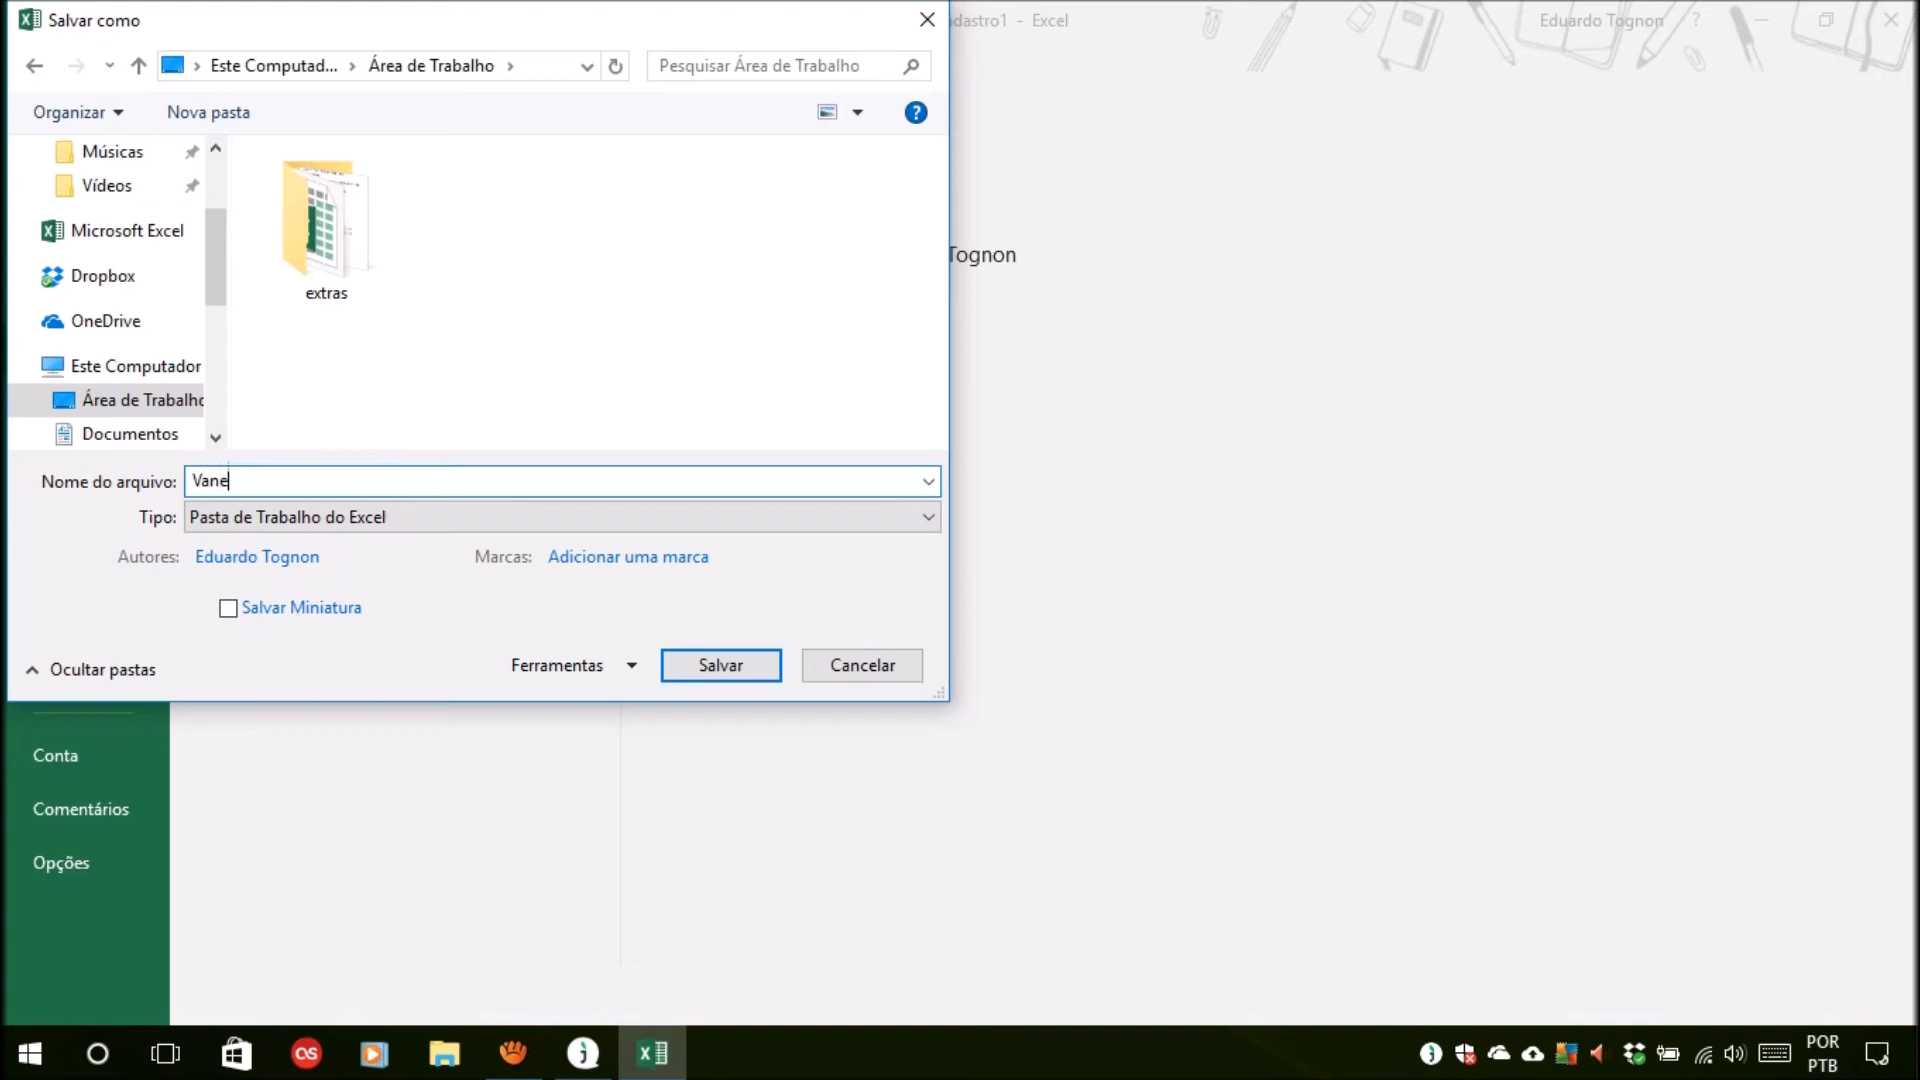 Salvar como
adastro1 - Excel
Eduardo Tognon
?
Este Computad... > Área de Trabalho >
Pesquisar Área de Trabalho
Organizar
Nova pasta
?
Músicas
Vídeos
Microsoft Excel
Dropbox
OneDrive
Este Computador
Área de Trabalho
Documentos
extras
Tognon
Nome do arquivo: Vane
Tipo: Pasta de Trabalho do Excel
Autores: Eduardo Tognon
Marcas: Adicionar uma marca
Salvar Miniatura
Ocultar pastas
Ferramentas
Salvar
Cancelar
Conta
Comentários
Opções
POR
PTB